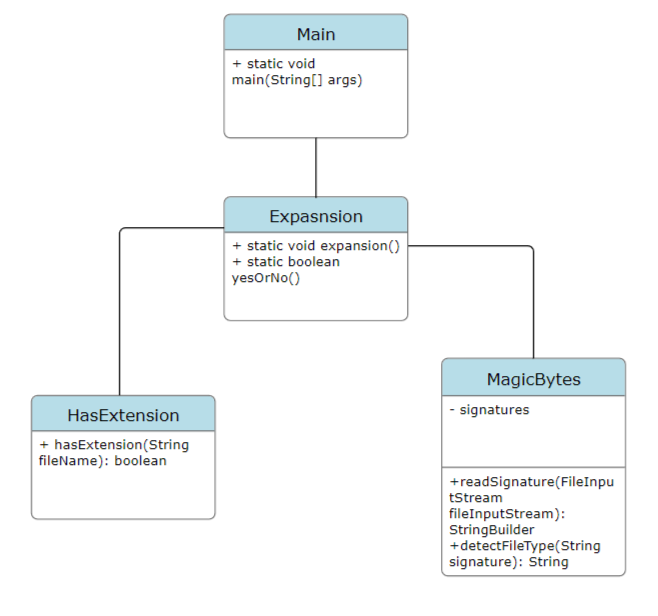 Main
+ static void
main(String[] args)
Expasnsion
+ static void expansion()
+ static boolean
yesOrNo()
HasExtension
+ hasExtension(String
fileName): boolean
MagicBytes
- signatures
+readSignature(FileInpu
tStream
fileInputStream):
StringBuilder
+detectFileType(String
signature): String